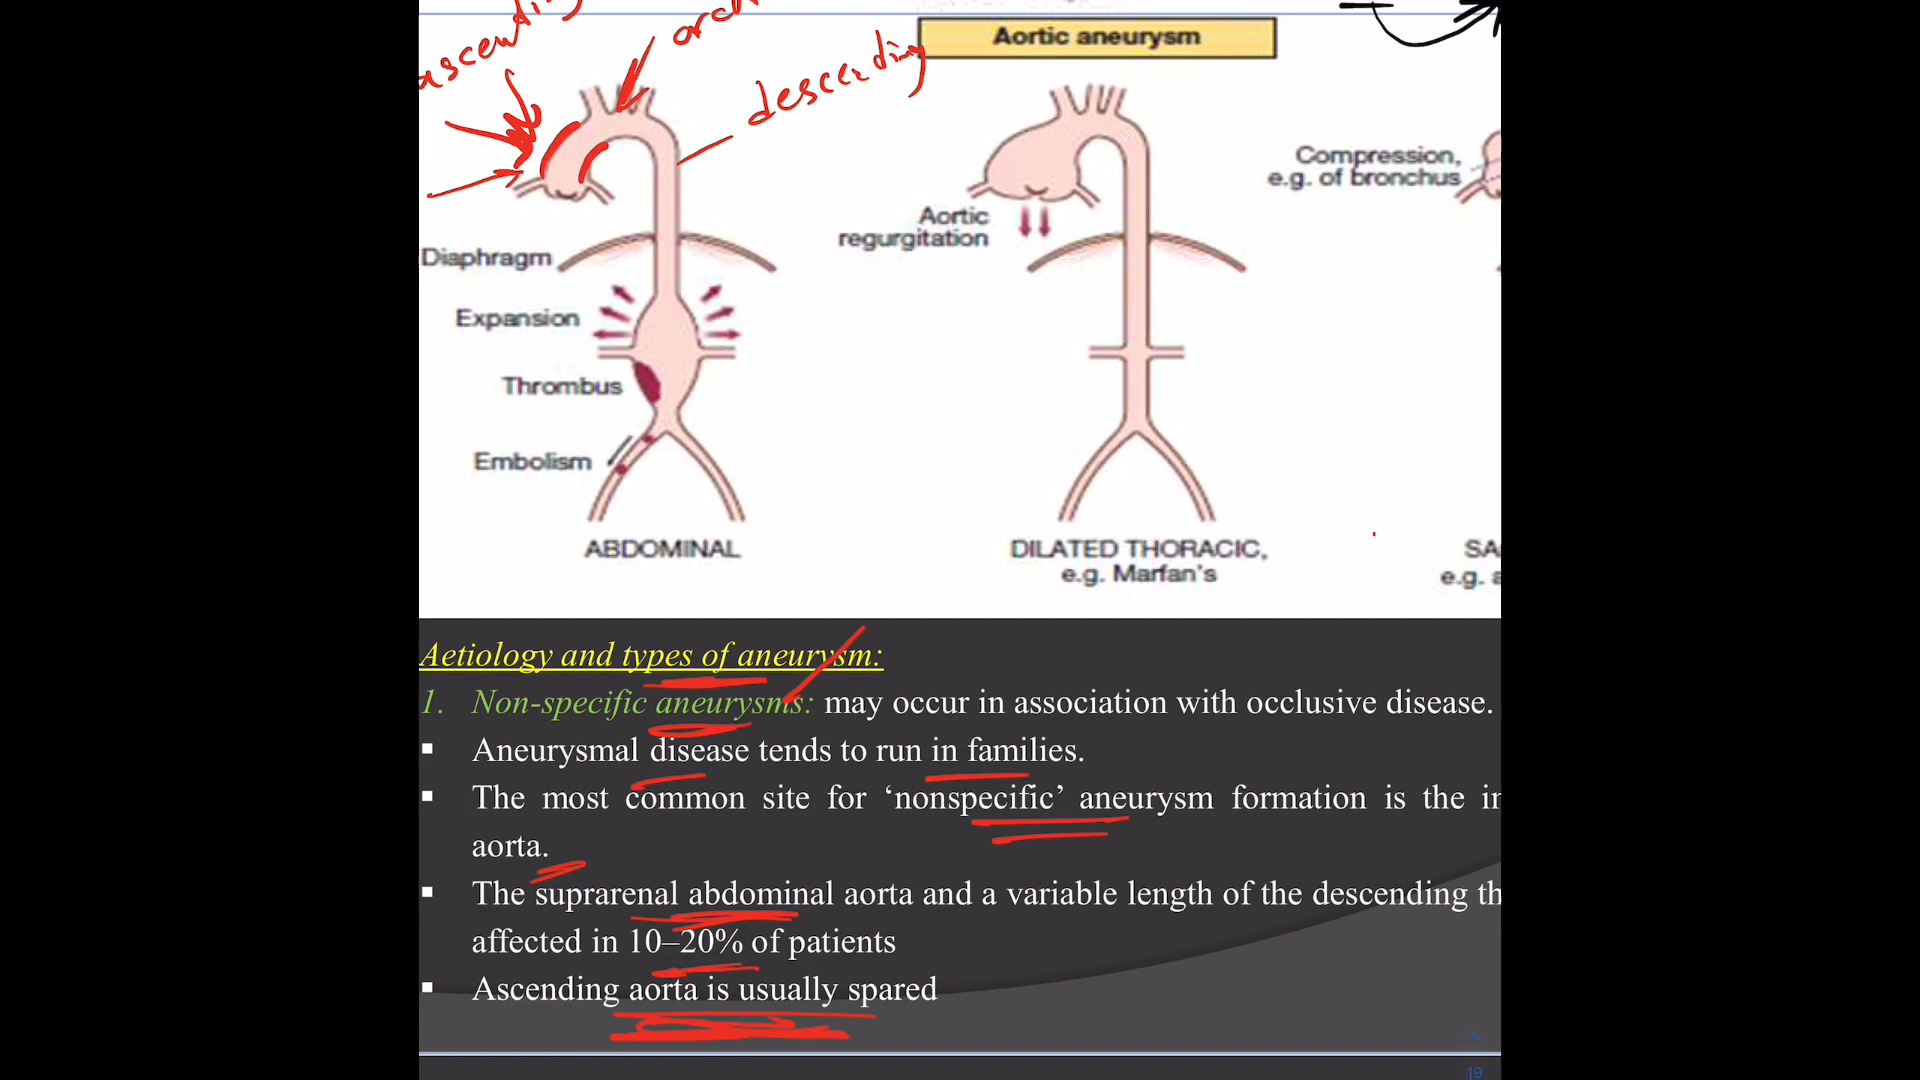 Aortic aneurysm
descending
Compression,
e.g. of bronchus
Aortic
regurgitation
Diaphragm
Expansion
Thrombus
Embolism
ABDOMINAL
DILATED THORACIC,
e.g. Marfan's
SA
e.g. a
Aetiology and types of aneurysm:
1. Non-specific aneurysms: may occur in association with occlusive disease.
▪ Aneurysmal disease tends to run in families.
▪ The most common site for ‘nonspecific’ aneurysm formation is the in
aorta.
▪ The suprarenal abdominal aorta and a variable length of the descending th
affected in 10–20% of patients
▪ Ascending aorta is usually spared
19